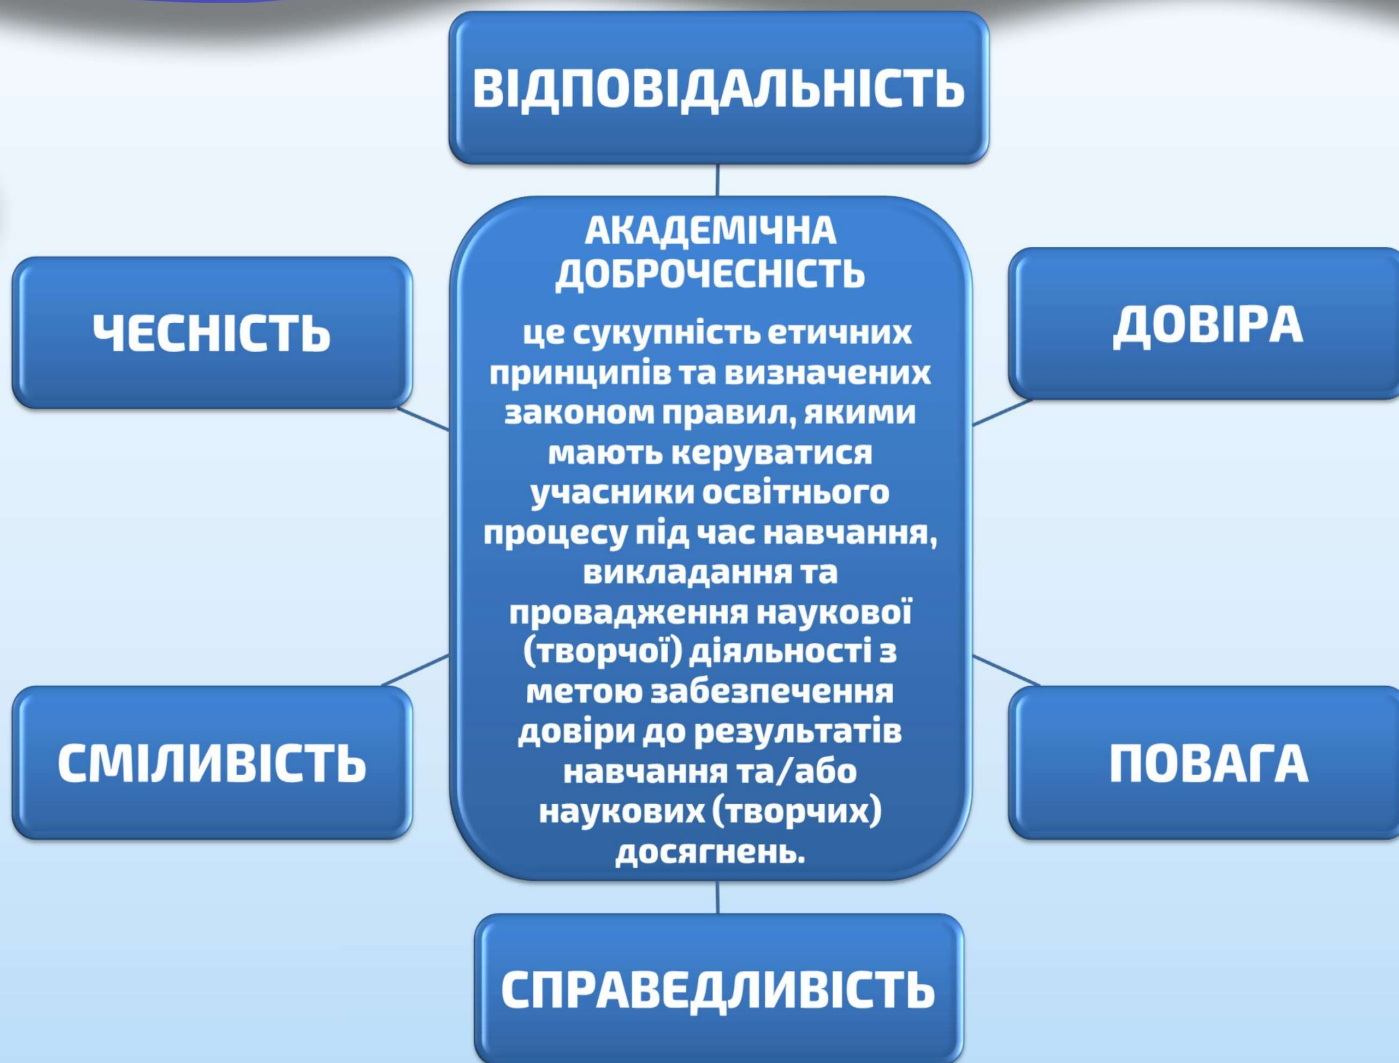 ВІДПОВІДАЛЬНІСТЬ
ЧЕСНІСТЬ
АКАДЕМІЧНА
ДОБРОЧЕСНІСТЬ
це сукупність етичних
принципів та визначених
законом правил, якими
мають керуватися
учасники освітнього
процесу під час навчання,
викладання та
провадження наукової
(творчої) діяльності з
метою забезпечення
довіри до результатів
навчання та/або
наукових (творчих)
досягнень.
ДОВІРА
СМІЛИВІСТЬ
ПОВАГА
СПРАВЕДЛИВІСТЬ